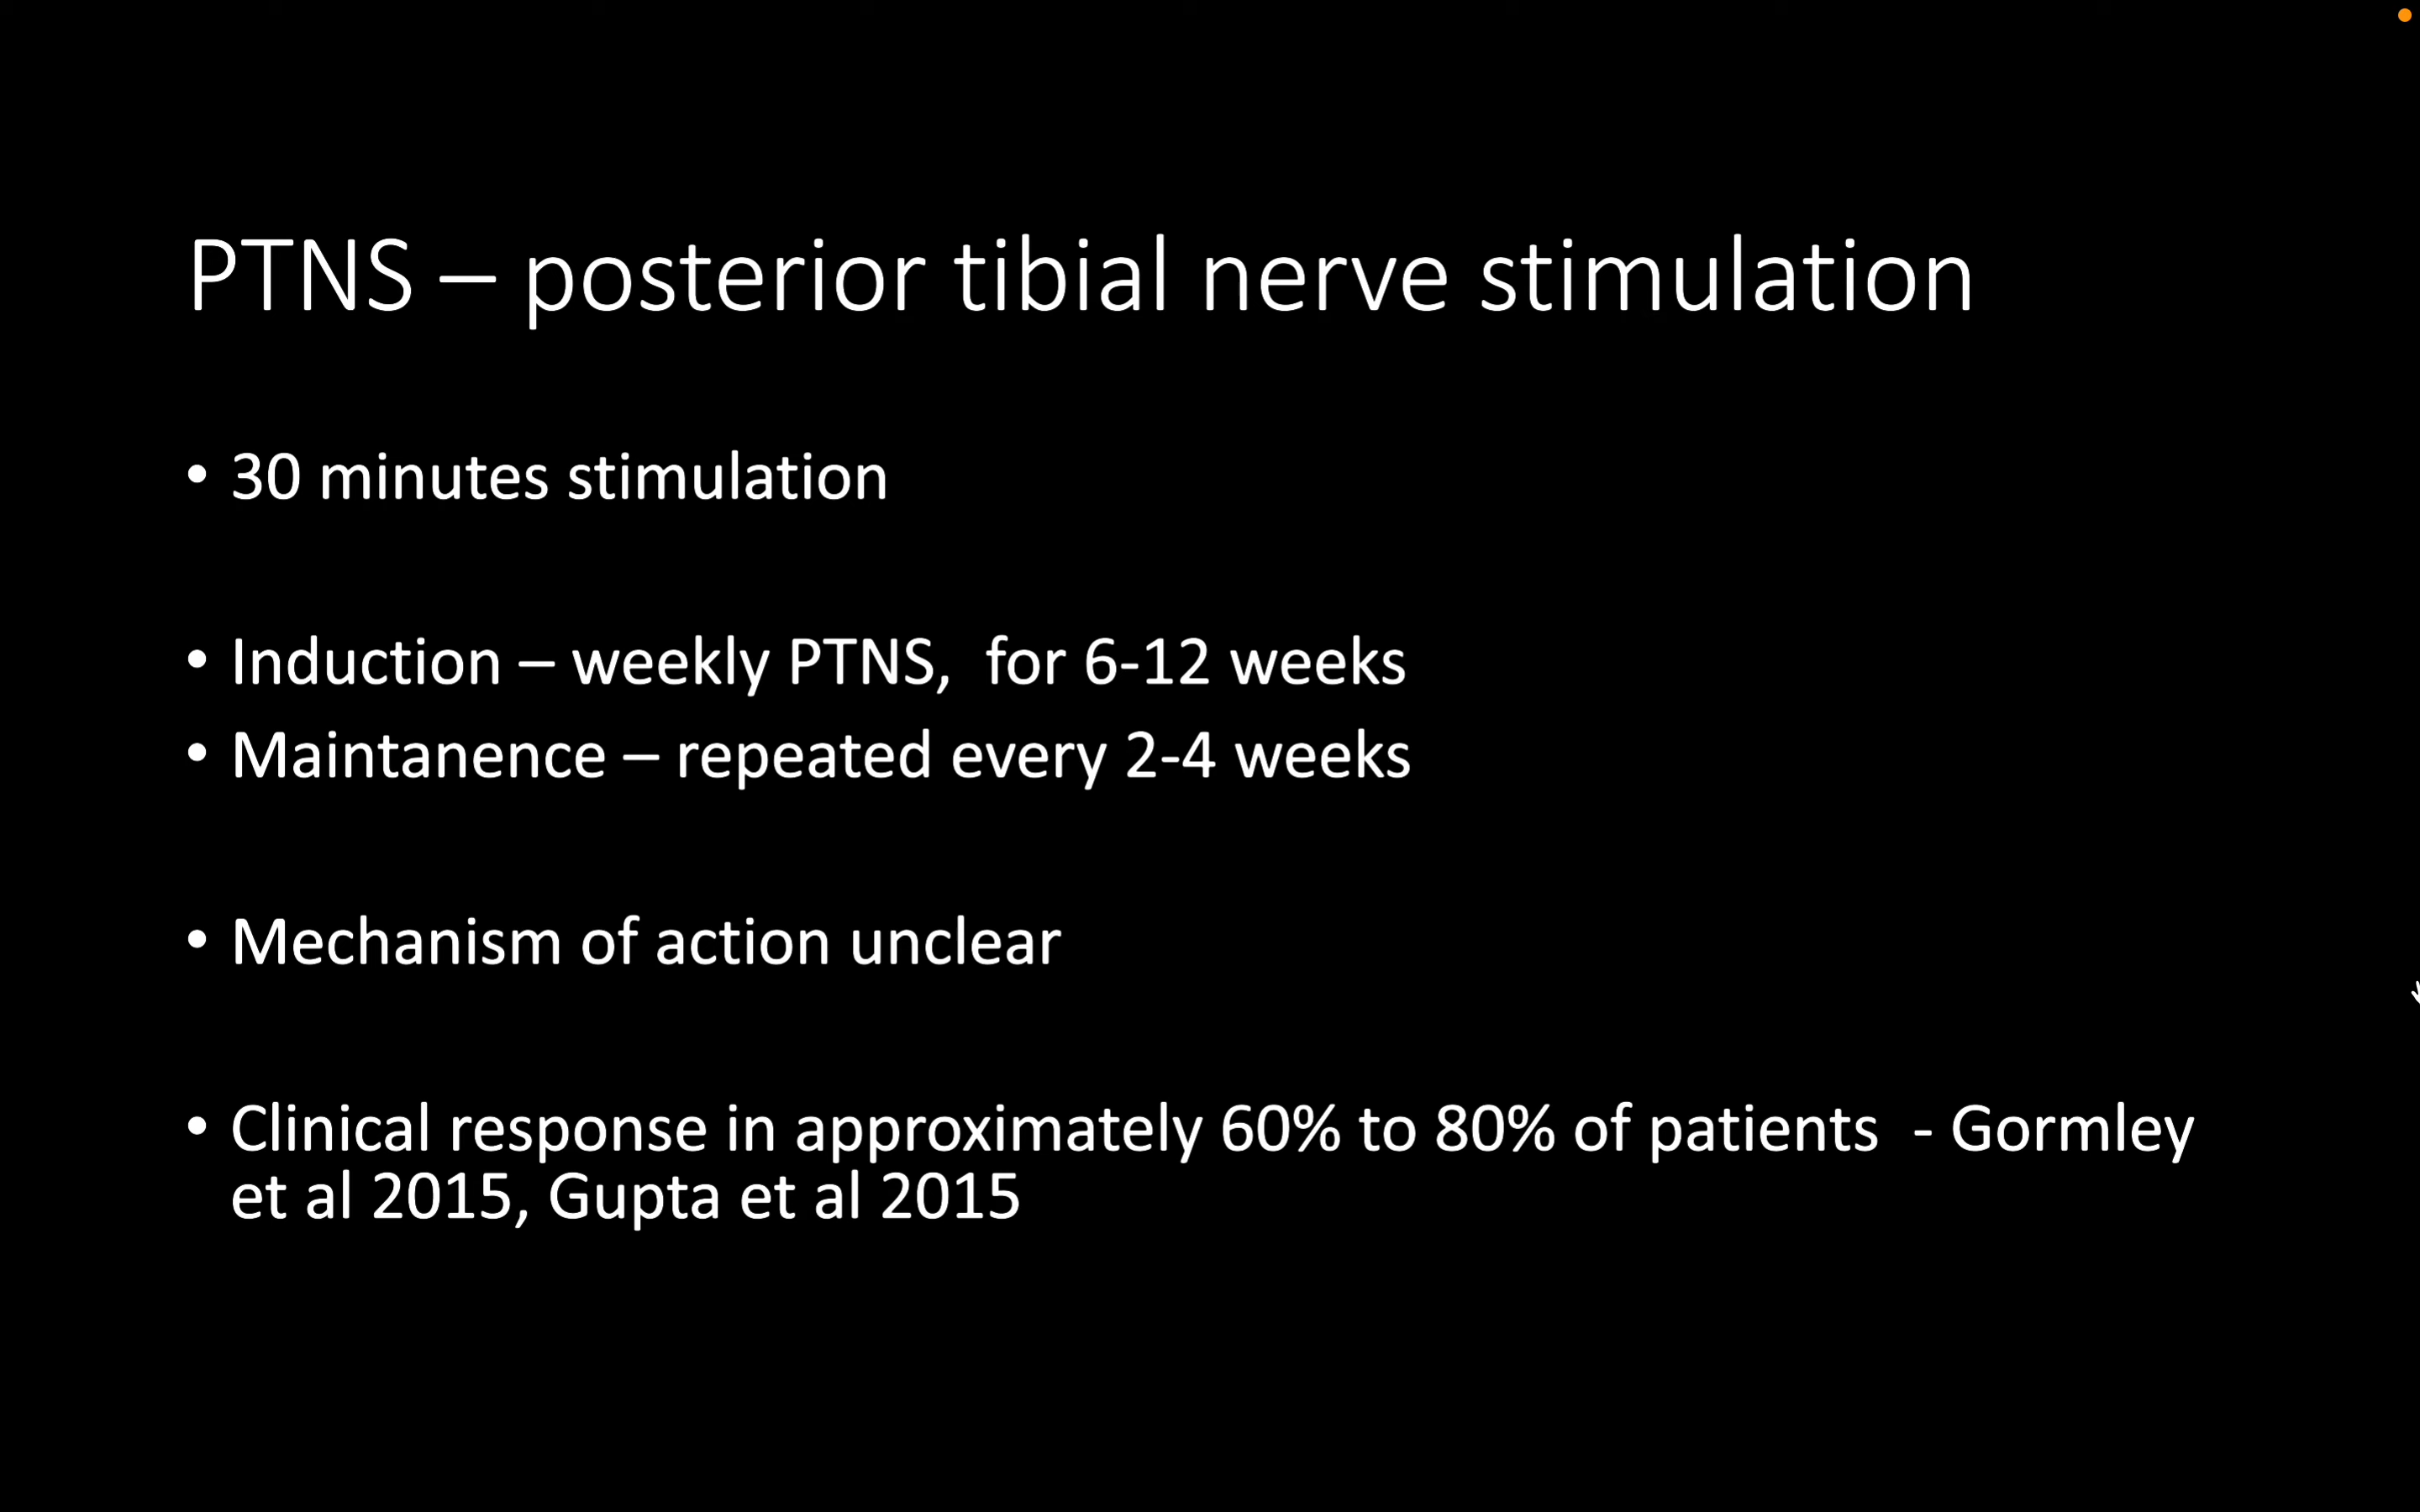 PTNS – posterior tibial nerve stimulation
• 30 minutes stimulation
• Induction – weekly PTNS,  for 6-12 weeks
• Maintanence – repeated every 2-4 weeks
• Mechanism of action unclear
• Clinical response in approximately 60% to 80% of patients  - Gormley
et al 2015, Gupta et al 2015